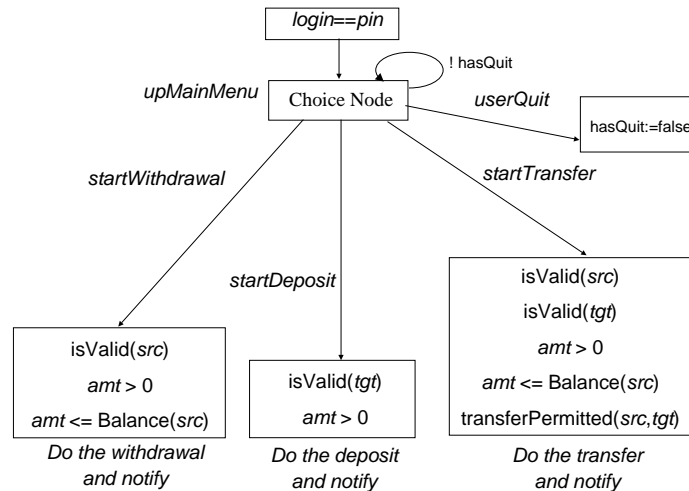 login==pin
! hasQuit
upMainMenu
Choice Node
userQuit
hasQuit:=false
startWithdrawal
startTransfer
startDeposit
isValid(src)
isValid(tgt)
amt > 0
amt <= Balance(src)
transferPermitted(src,tgt)
Do the transfer
and notify
isValid(src)
amt > 0
amt <= Balance(src)
Do the withdrawal
and notify
isValid(tgt)
amt > 0
Do the deposit
and notify